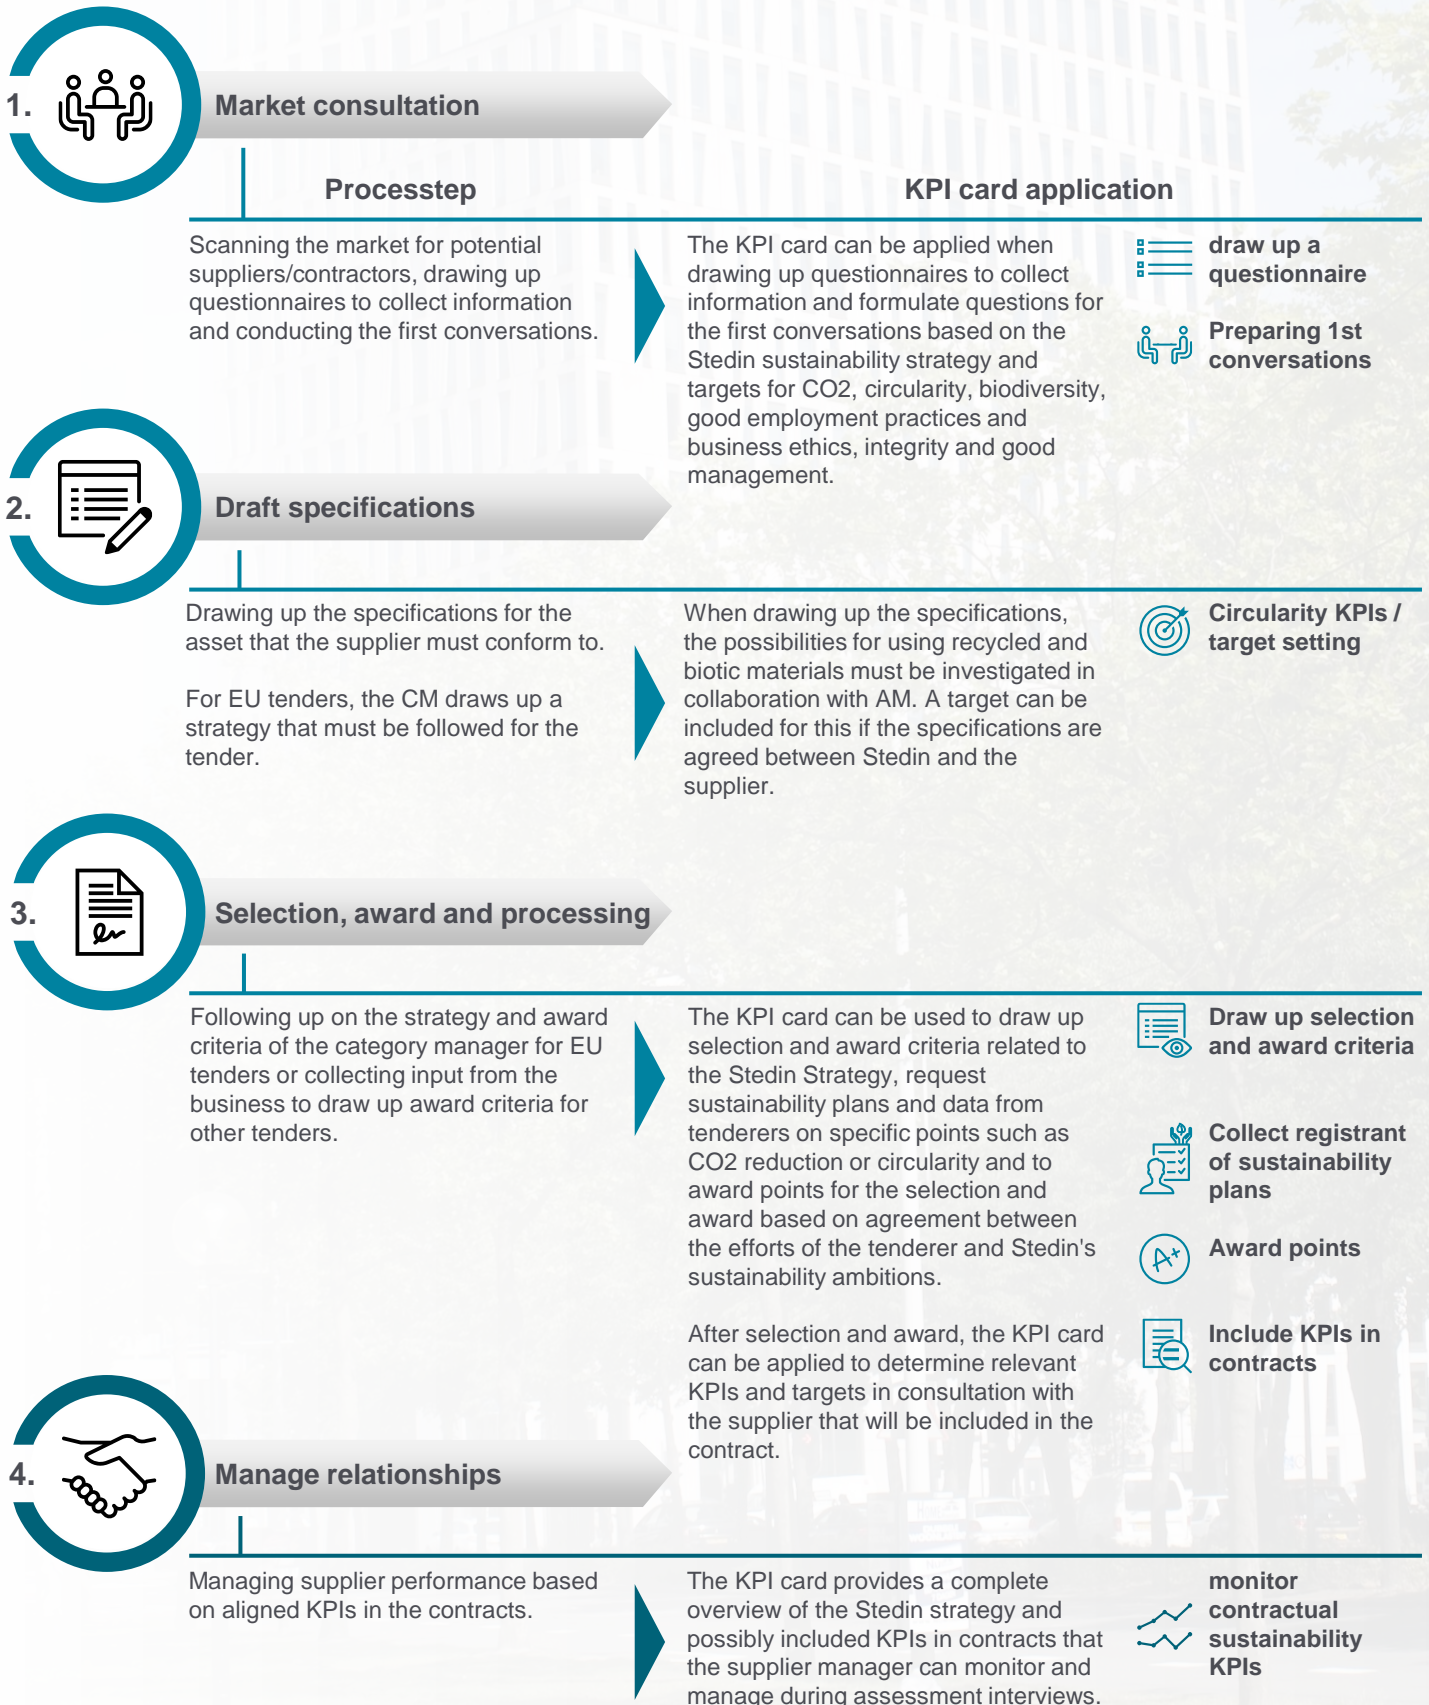 1.
Market consultation
Processtep
KPI card application
Scanning the market for potential
suppliers/contractors, drawing up
questionnaires to collect information
and conducting the first conversations.
The KPI card can be applied when
drawing up questionnaires to collect
information and formulate questions for
the first conversations based on the
Stedin sustainability strategy and
targets for CO2, circularity, biodiversity,
good employment practices and
business ethics, integrity and good
management.
draw up a
questionnaire
Preparing 1st
conversations
2.
Draft specifications
Drawing up the specifications for the
asset that the supplier must conform to.
For EU tenders, the CM draws up a
strategy that must be followed for the
tender.
When drawing up the specifications,
the possibilities for using recycled and
biotic materials must be investigated in
collaboration with AM. A target can be
included for this if the specifications are
agreed between Stedin and the
supplier.
Circularity KPIs /
target setting
3.
Selection, award and processing
Following up on the strategy and award
criteria of the category manager for EU
tenders or collecting input from the
business to draw up award criteria for
other tenders.
The KPI card can be used to draw up
selection and award criteria related to
the Stedin Strategy, request
sustainability plans and data from
tenderers on specific points such as
CO2 reduction or circularity and to
award points for the selection and
award based on agreement between
the efforts of the tenderer and Stedin's
sustainability ambitions.
After selection and award, the KPI card
can be applied to determine relevant
KPIs and targets in consultation with
the supplier that will be included in the
contract.
Draw up selection
and award criteria
Collect registrant
of sustainability
plans
A+
Award points
Include KPIs in
contracts
4.
Manage relationships
Managing supplier performance based
on aligned KPIs in the contracts.
The KPI card provides a complete
overview of the Stedin strategy and
possibly included KPIs in contracts that
the supplier manager can monitor and
manage during assessment interviews.
monitor
contractual
sustainability
KPIs